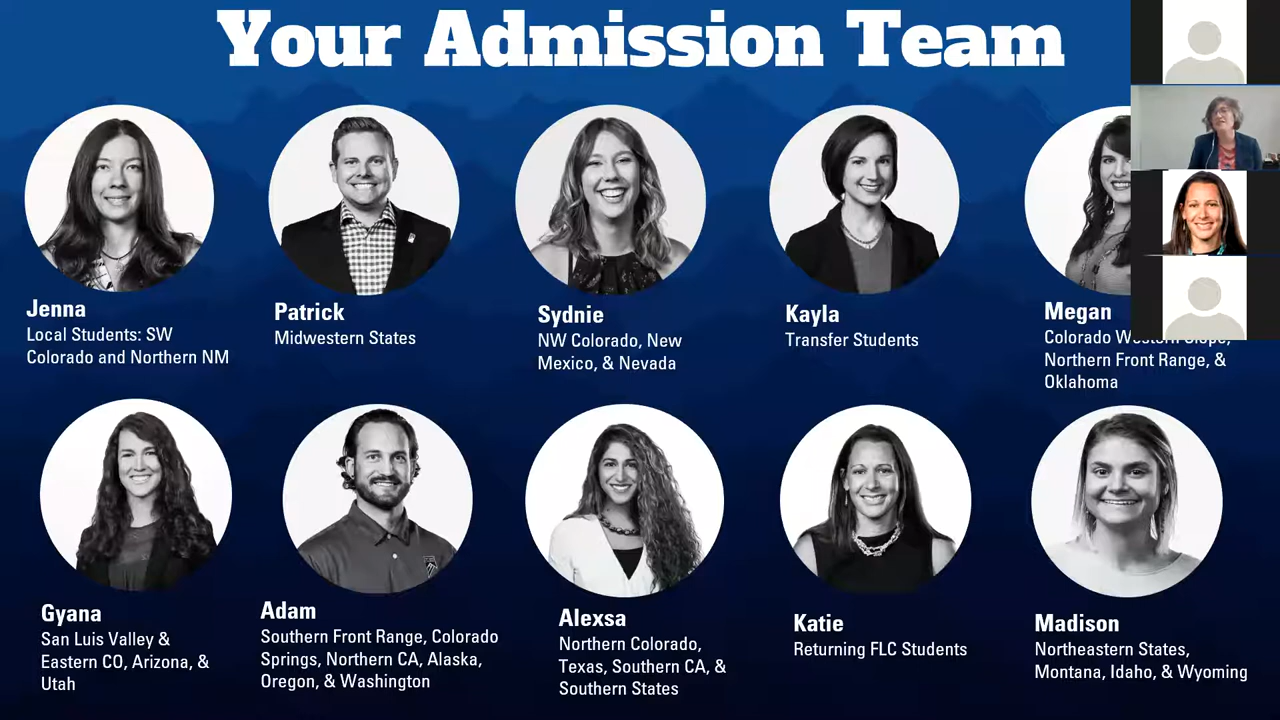 Your Admission Team
Jenna
Local Students: SW
Colorado and Northern NM
Patrick
Midwestern States
Sydnie
NW Colorado, New
Mexico, & Nevada
Kayla
Transfer Students
Megan
Colorado Western Slope,
Northern Front Range, &
Oklahoma
Gyana
San Luis Valley &
Eastern CO, Arizona, &
Utah
Adam
Southern Front Range, Colorado
Springs, Northern CA, Alaska,
Oregon, & Washington
Alexsa
Northern Colorado,
Texas, Southern CA, &
Southern States
Katie
Returning FLC Students
Madison
Northeastern States,
Montana, Idaho, & Wyoming